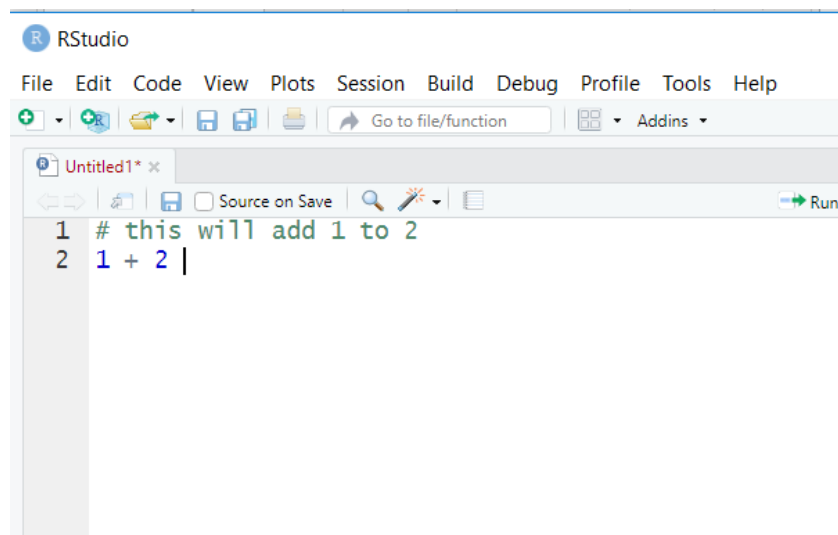 R RStudio
File Edit Code View Plots Session Build Debug Profile Tools Help
R Go to file/function Addins
R Untitled1*
Source on Save Run
1 # this will add 1 to 2
2 1 + 2